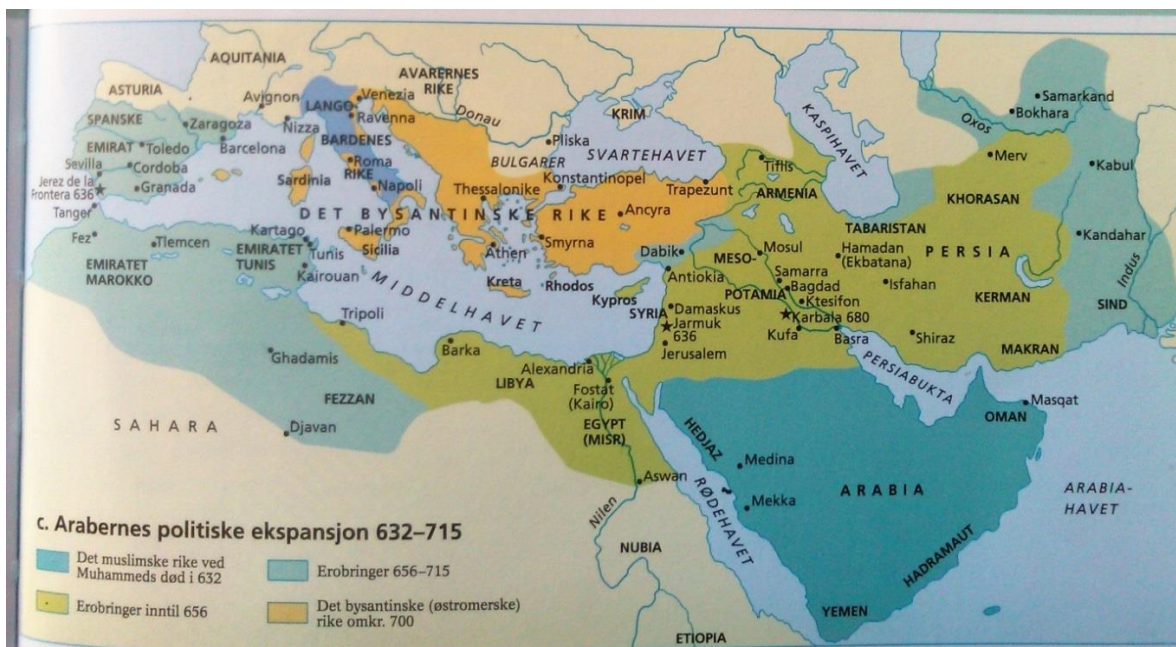 AQUITANIA
ASTURIA
AVARERNES
RIKE
Avignon
Venezia
LANGO-
Ravenna
Donau
KRIM
KASPIHAVET
Samarkand
Bokhara
Oxos
SPANSKE
Zaragoza
Nizza
BARDENES
Pliska
SVARTEHAVET
EMIRAT
Toledo
Barcelona
Roma
RIKE
BULGARER
Tiflis
Merv
Kabul
Sevilla
Cordoba
Jerez de la
Frontera 636
Granada
Sardinia
Napoli
Thessalonike
Konstantinopel
Trapezunt
ARMENIA
KHORASAN
Tanger
DET BYSANTINSKE RIKE
Ancyra
TABARISTAN
Fez
Tlemcen
Kartago
Palermo
Sicilia
Smyrna
Athen
Dabik
Mosul
Hamadan
(Ekbatana)
PERSIA
Kandahar
EMIRATET
TUNIS
Tunis
MESO-
POTAMIA
EMIRATET
MAROKKO
Kairouan
Kreta
Rhodos
Antiokia
Samarra
Bagdad
Isfahan
Indus
MIDDELHAVET
Kypros
SYRIA
Damaskus
Ktesifon
KERMAN
SIND
Tripoli
Jarmuk
636
Karbala 680
Kufa
Basra
Shiraz
Barka
Jerusalem
MAKRAN
Ghadamis
Alexandria
PERSIABUKTA
LIBYA
Fostat
(Kairo)
FEZZAN
Masqat
OMAN
SAHARA
Djavan
EGYPT
(MISR)
HEDJAZ
Medina
Aswan
ARABIA
ARABIA-
HAVET
Mekka
RØDEHAVET
Nilen
NUBIA
HADRAMAUT
YEMEN
ETIOPIA
c. Arabernes politiske ekspansjon 632–715
Det muslimske rike ved
Muhammeds død i 632
Erobringer 656–715
Erobringer inntil 656
Det bysantinske (østromerske)
rike omkr. 700